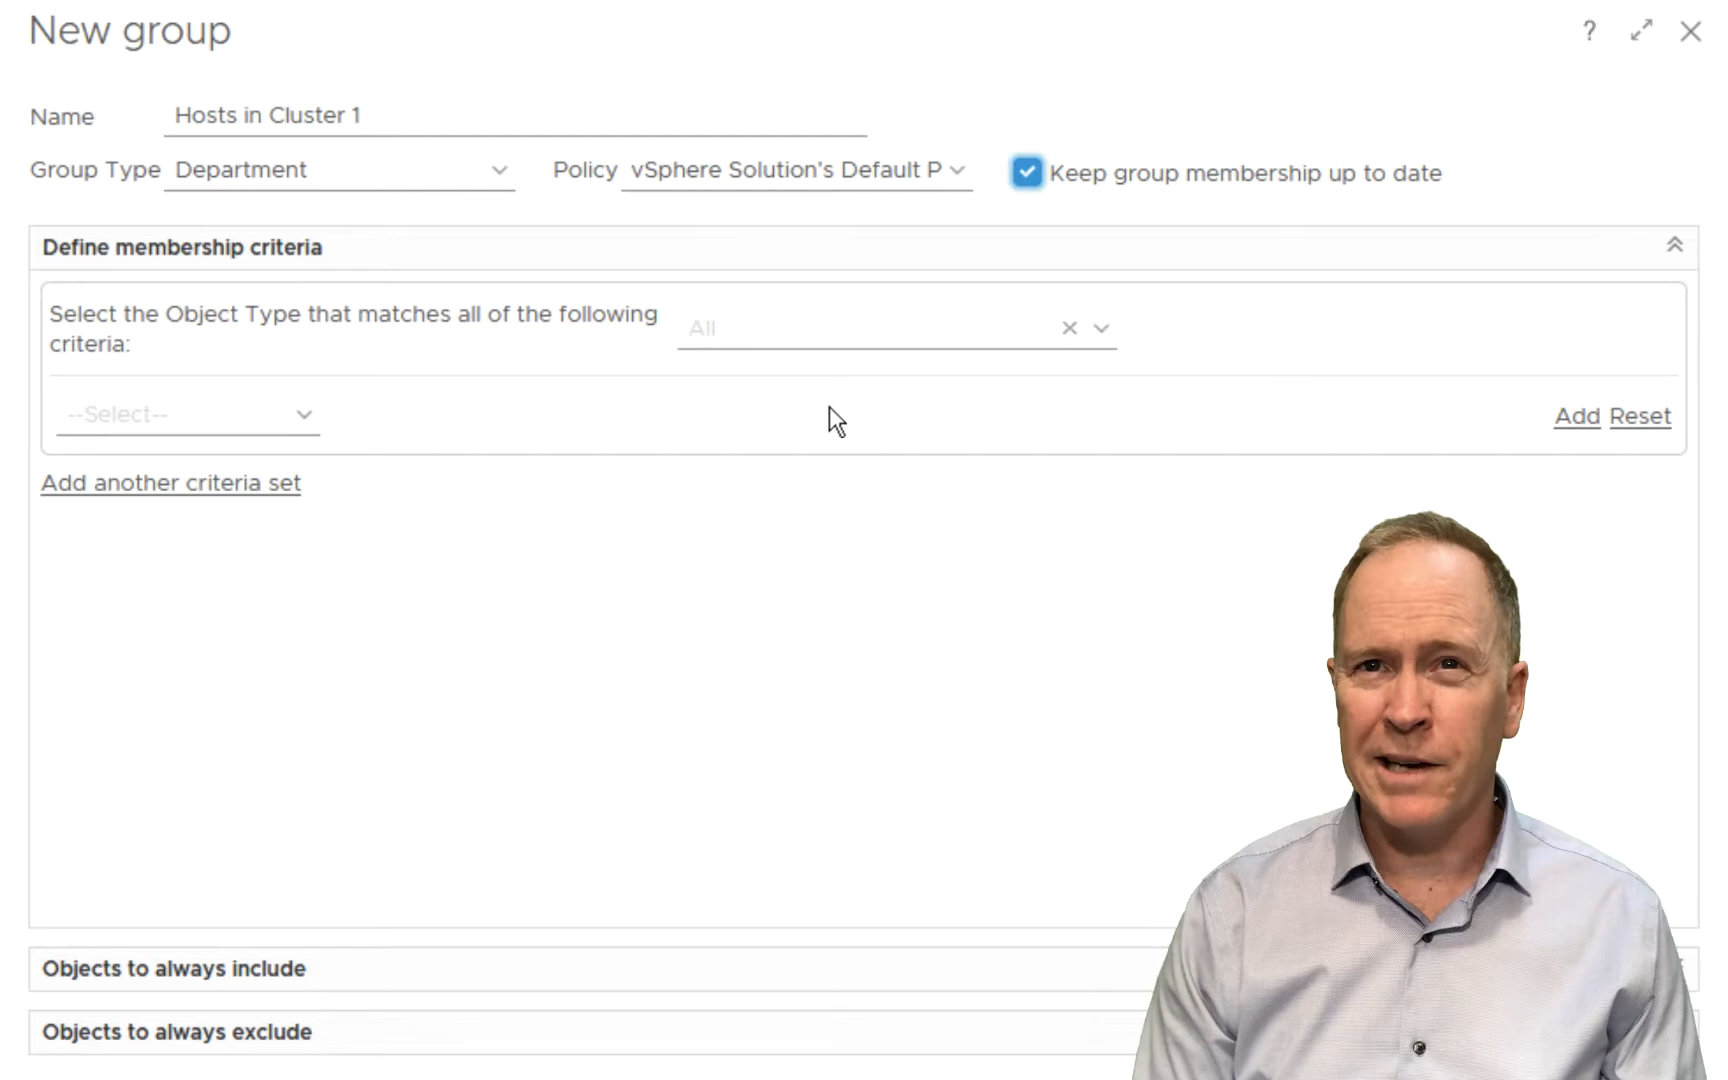 New group
?
Name Hosts in Cluster 1
Group Type Department Policy vSphere Solution's Default P Keep group membership up to date
Define membership criteria
Select the Object Type that matches all of the following
criteria:
All
--Select-- Add Reset
Add another criteria set
Objects to always include
Objects to always exclude